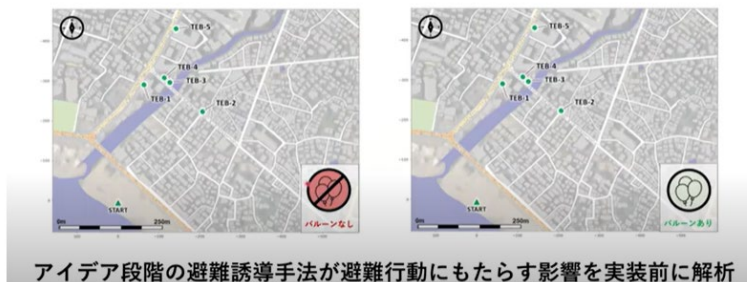 TEB-5
TEB-4
TEB-3
TEB-1
TEB-2
START
0m 250m
バルーンなし
TEB-5
TEB-4
TEB-3
TEB-1
TEB-2
START
0m 250m
バルーンあり
アイデア段階の避難誘導手法が避難行動にもたらす影響を実装前に解析